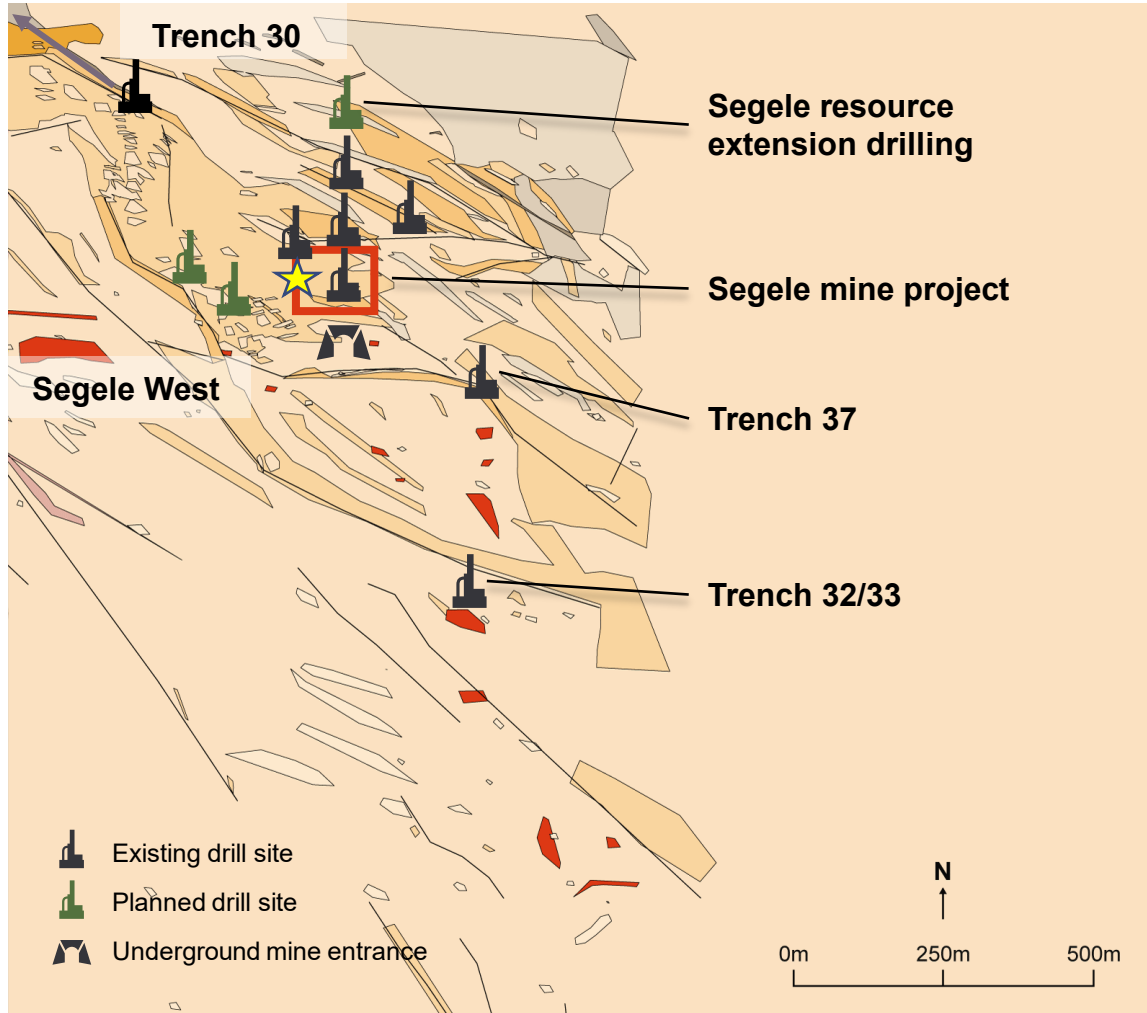 Trench 30
Segele resource
extension drilling
Segele mine project
Segele West
Trench 37
Trench 32/33
Existing drill site
Planned drill site
Underground mine entrance
N
0m 250m 500m